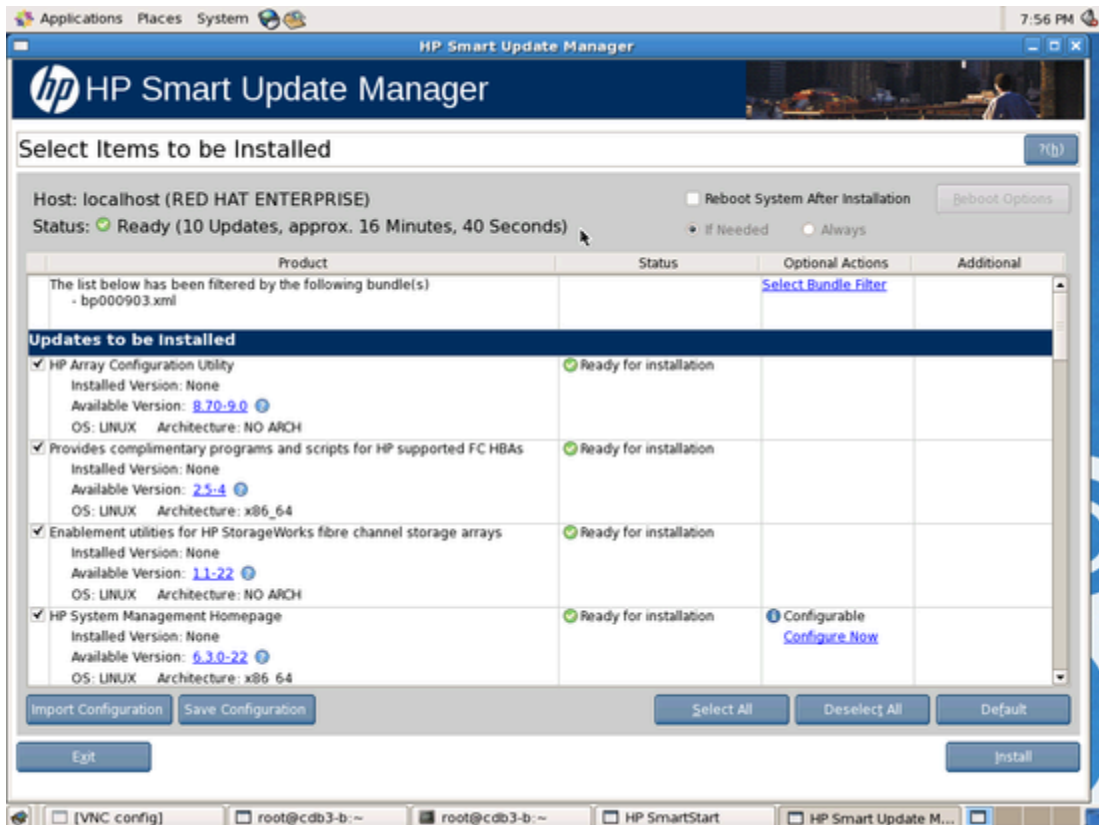 Applications Places System 7:56 PM
HP Smart Update Manager
hp HP Smart Update Manager
Select Items to be Installed
?(h)
Host: localhost (RED HAT ENTERPRISE)
Reboot System After Installation
Reboot Options
Status: Ready (10 Updates, approx. 16 Minutes, 40 Seconds)
If Needed Always
Product Status Optional Actions Additional
The list below has been filtered by the following bundle(s) Select Bundle Filter
- bp000903.xml
Updates to be Installed
HP Array Configuration Utility Ready for installation
Installed Version: None
Available Version: 8.70-9.0 ?
OS: LINUX Architecture: NO ARCH
Provides complimentary programs and scripts for HP supported FC HBAs Ready for installation
Installed Version: None
Available Version: 2.5-4 ?
OS: LINUX Architecture: x86_64
Enablement utilities for HP StorageWorks fibre channel storage arrays Ready for installation
Installed Version: None
Available Version: 1.1-22 ?
OS: LINUX Architecture: NO ARCH
HP System Management Homepage Ready for installation Configurable
Installed Version: None Configure Now
Available Version: 6.3.0-22 ?
OS: LINUX Architecture: x86_64
Import Configuration Save Configuration Select All Deselect All Default
Exit Install
[VNC config] root@cdb3-b:~ root@cdb3-b:~ HP SmartStart HP Smart Update M...